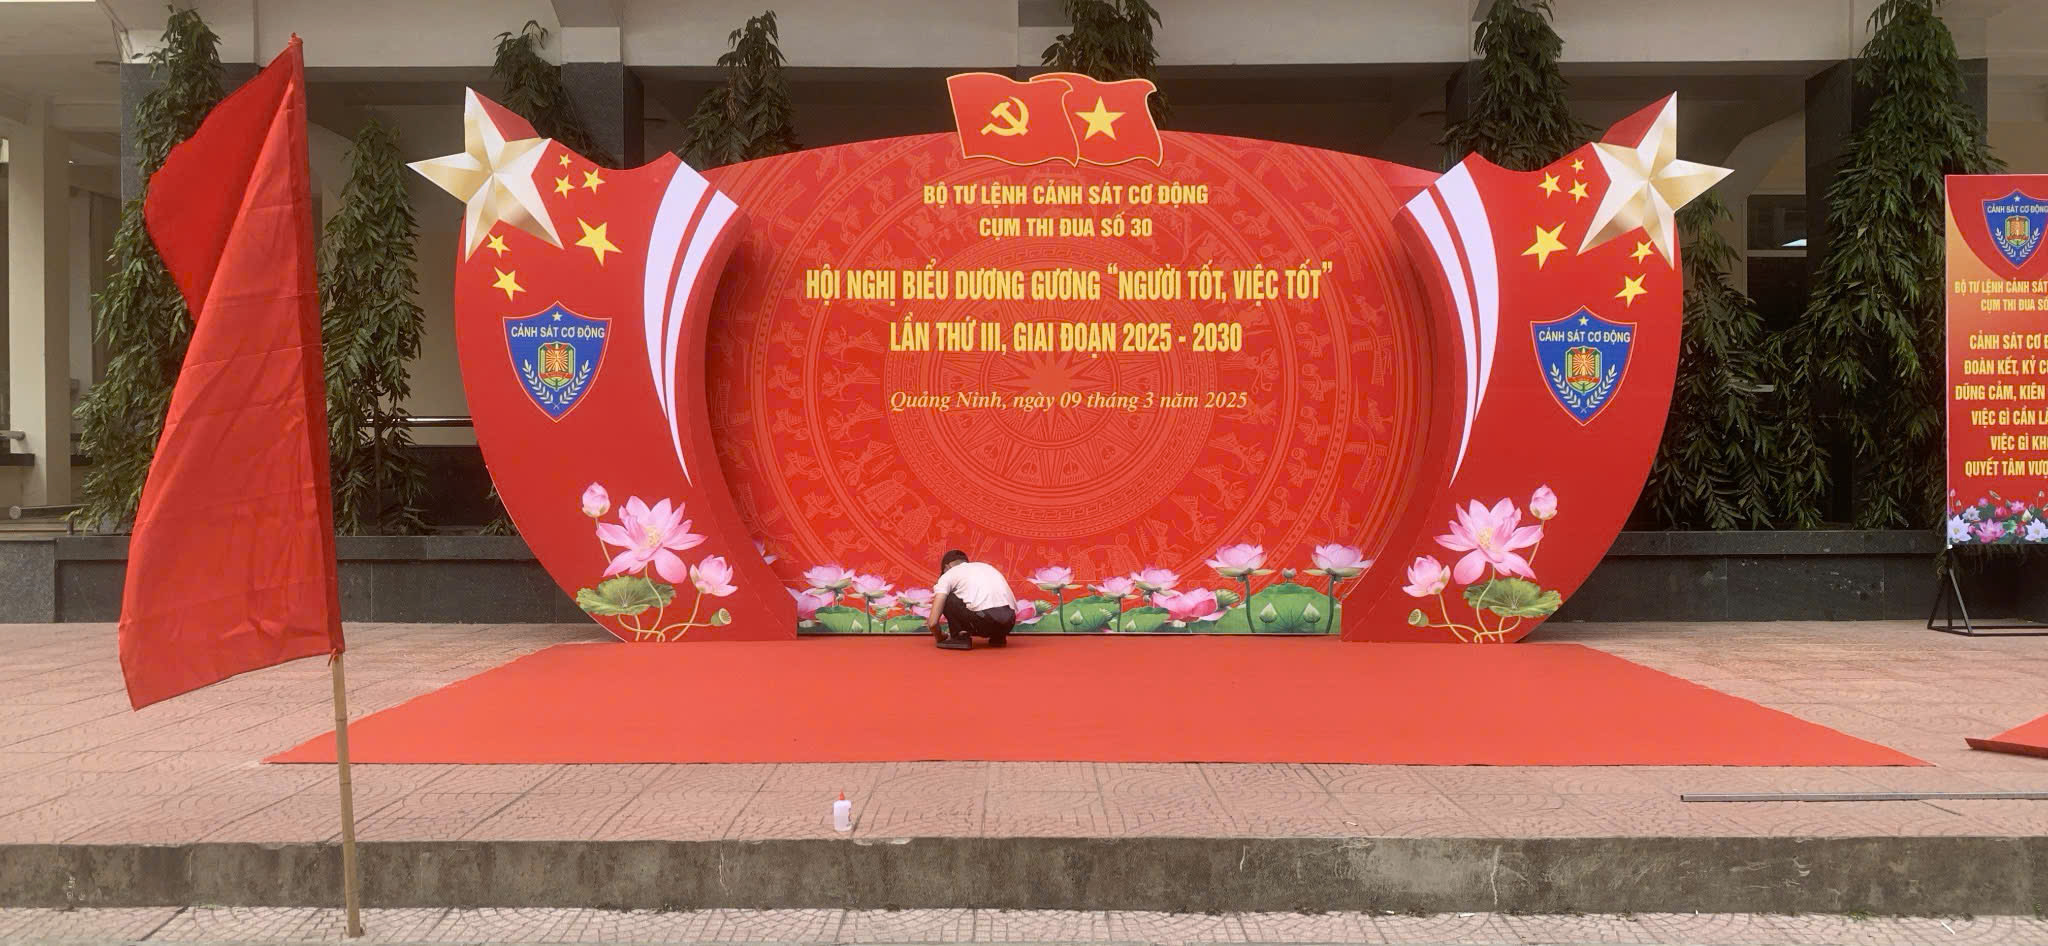 BỘ TƯ LỆNH CẢNH SÁT CƠ ĐỘNG
CỤM THI ĐUA SỐ 30
HỘI NGHỊ BIỂU DƯƠNG GƯƠNG “NGƯỜI TỐT, VIỆC TỐT”
LẦN THỨ III, GIAI ĐOẠN 2025 - 2030
Quảng Ninh, ngày 09 tháng 3 năm 2025
CẢNH SÁT CƠ ĐỘNG
CẢNH SÁT CƠ ĐỘNG
CẢNH SÁT CƠ ĐỘNG
BỘ TƯ LỆNH CẢNH SÁT
CỤM THI ĐUA SỐ
CẢNH SÁT CƠ
ĐOÀN KẾT, KỶ
DŨNG CẢM, KIÊN
VIỆC GÌ CẦN
VIỆC GÌ
QUYẾT TÂM